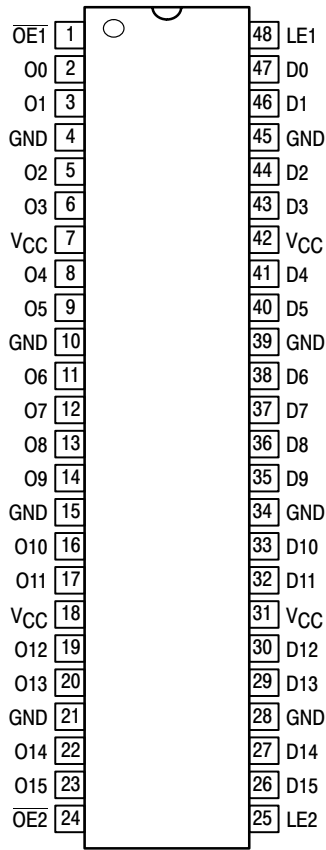 OE1 1 48 LE1
O0 2 47 D0
O1 3 46 D1
GND 4 45 GND
O2 5 44 D2
O3 6 43 D3
VCC 7 42 VCC
O4 8 41 D4
O5 9 40 D5
GND 10 39 GND
O6 11 38 D6
O7 12 37 D7
O8 13 36 D8
O9 14 35 D9
GND 15 34 GND
O10 16 33 D10
O11 17 32 D11
VCC 18 31 VCC
O12 19 30 D12
O13 20 29 D13
GND 21 28 GND
O14 22 27 D14
O15 23 26 D15
OE2 24 25 LE2